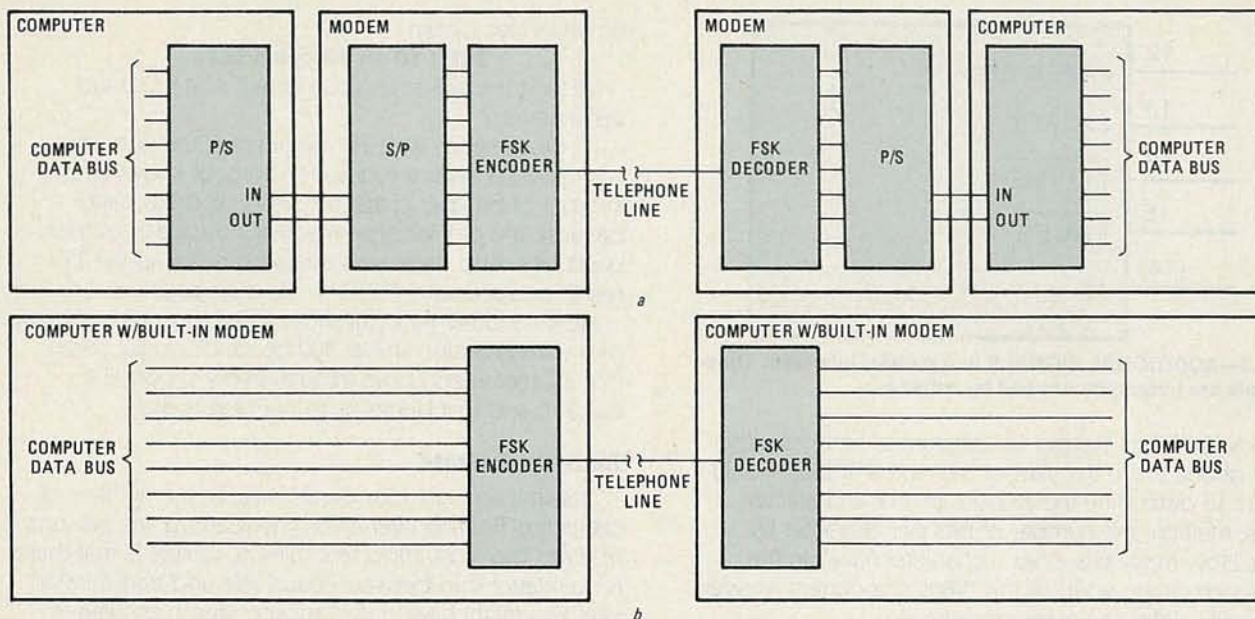 COMPUTER
COMPUTER
DATA BUS
P/S
IN
OUT
MODEM
S/P
FSK
ENCODER
TELEPHONE
LINE
MODEM
FSK
DECODER
P/S
COMPUTER
IN
OUT
COMPUTER
DATA BUS
a
COMPUTER W/BUILT-IN MODEM
COMPUTER
DATA BUS
FSK
ENCODER
TELEPHONE
LINE
COMPUTER W/BUILT-IN MODEM
FSK
DECODER
COMPUTER
DATA BUS
b